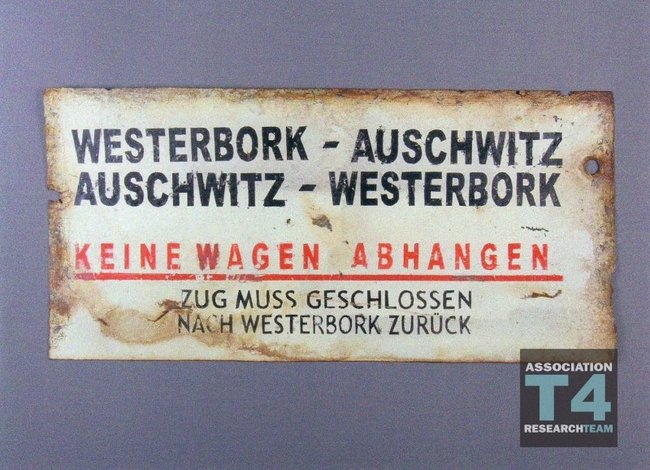 WESTERBORK - AUSCHWITZ
AUSCHWITZ - WESTERBORK
KEINE WAGEN ABHANGEN
ZUG MUSS GESCHLOSSEN
NACH WESTERBORK ZURÜCK
ASSOCIATION
T4
RESEARCHTEAM